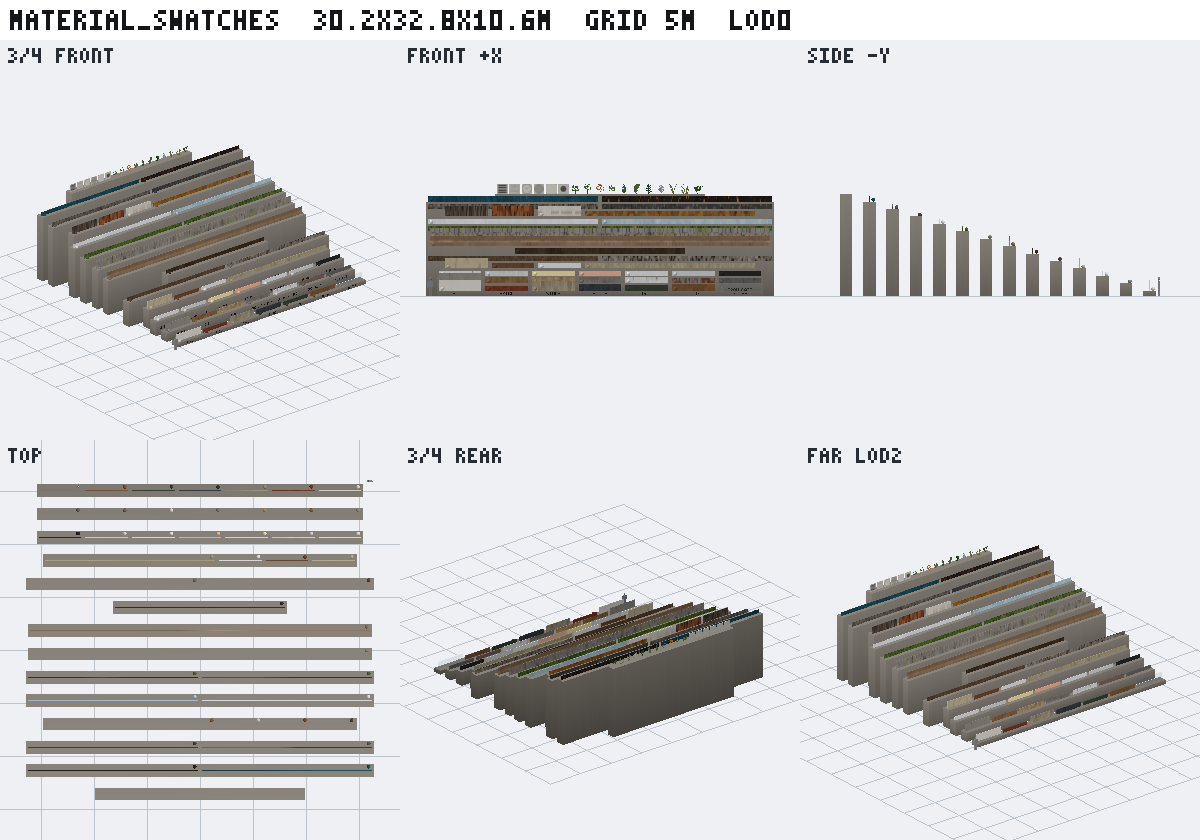 MATERIAL_SWATCHES 30.2X32.8X10.6M GRID 5M LOD0
3/4 FRONT
FRONT +X
SIDE -Y
TOP
3/4 REAR
FAR LOD2